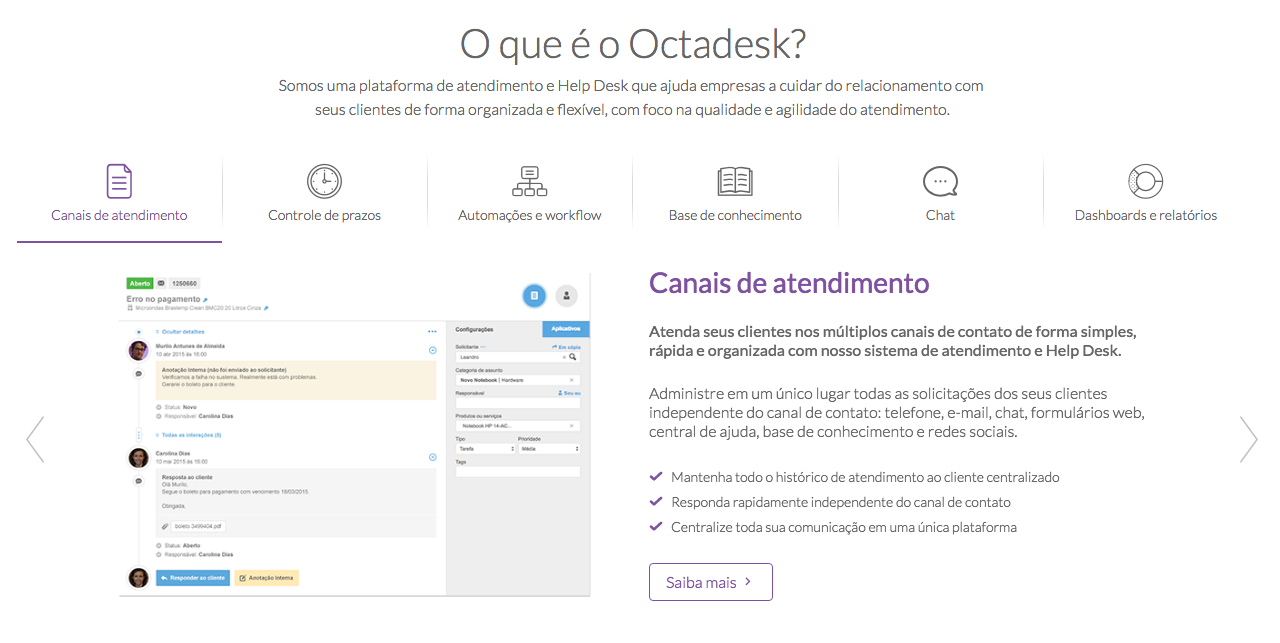 O que é o Octadesk?
Somos uma plataforma de atendimento e Help Desk que ajuda empresas a cuidar do relacionamento com
seus clientes de forma organizada e flexível, com foco na qualidade e agilidade do atendimento.
Canais de atendimento
Controle de prazos
Automações e workflow
Base de conhecimento
Chat
Dashboards e relatórios
Aberto 1250660
Erro no pagamento
Microondas Brastemp Clean BMC20 20 Litros Cinza
Ocultar detalhes
Murilo Antunes de Almeida
10 abr 2015 às 16:00
Anotação Interna (não foi enviado ao solicitante)
Verificamos a falha no sustema. Realmente está com problemas.
Gerarei o boleto para o cliente.
Status: Novo
Responsável: Carolina Dias
Todas as interações (8)
Carolina Dias
10 mai 2015 às 16:00
Resposta ao cliente
Olá Murilo,
Segue o boleto para pagamento com vencimento 16/03/2015.
Obrigada,
boleto 3499404.pdf
Status: Aberto
Responsável: Carolina Dias
Responder ao cliente
Anotação Interna
Configurações
Aplicativos
Solicitante
Em cópia
Leandro
Categoria de assunto
Novo Notebook | Hardware
Responsável
Sou eu
Produtos ou serviços
Notebook HP 14-AC...
Tipo Prioridade
Tarefa Média
Tags
Canais de atendimento
Atenda seus clientes nos múltiplos canais de contato de forma simples,
rápida e organizada com nosso sistema de atendimento e Help Desk.
Administre em um único lugar todas as solicitações dos seus clientes
independente do canal de contato: telefone, e-mail, chat, formulários web,
central de ajuda, base de conhecimento e redes sociais.
Mantenha todo o histórico de atendimento ao cliente centralizado
Responda rapidamente independente do canal de contato
Centralize toda sua comunicação em uma única plataforma
Saiba mais